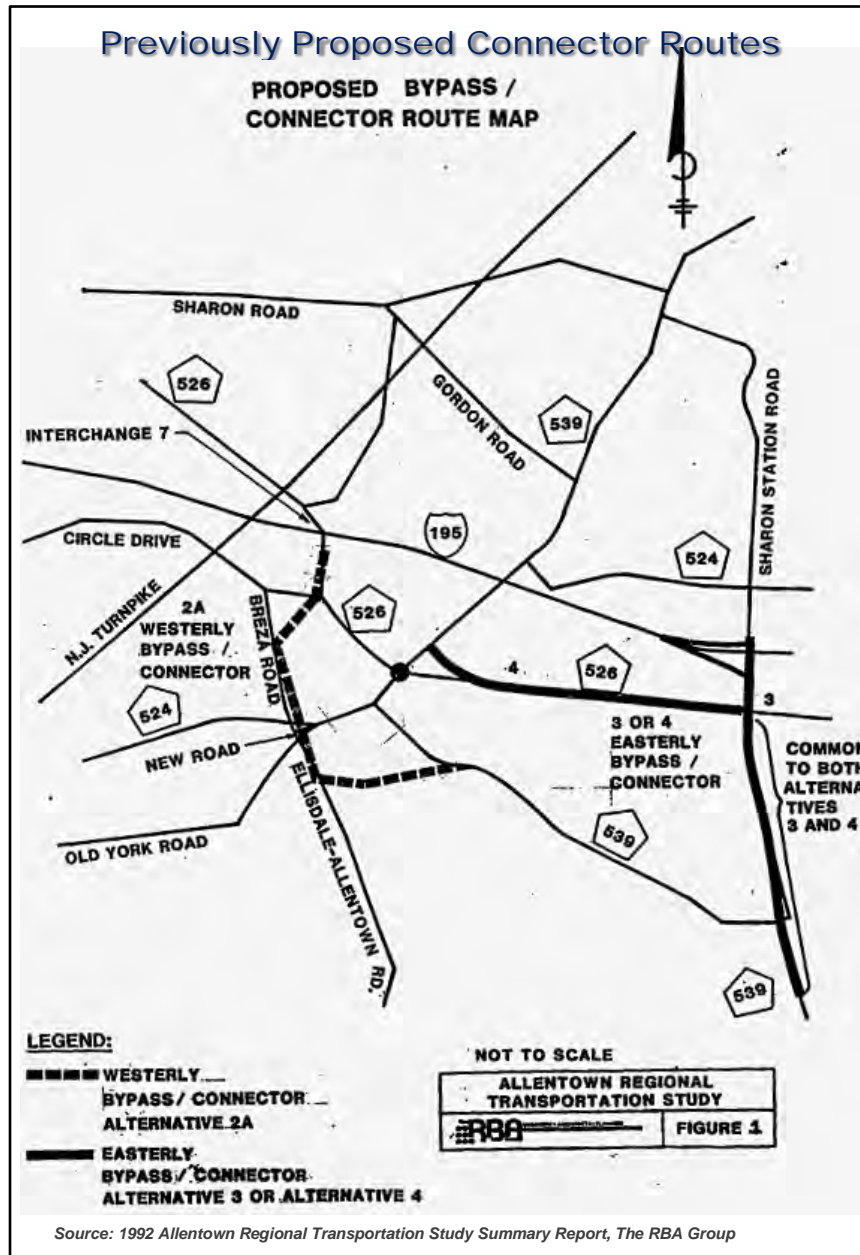 Previously Proposed Connector Routes
PROPOSED BYPASS /
CONNECTOR ROUTE MAP
SHARON ROAD
526
GORDON ROAD
539
SHARON STATION ROAD
INTERCHANGE 7
195
CIRCLE DRIVE
524
N.J. TURNPIKE
2A
WESTERLY
BYPASS /
CONNECTOR
BREZA ROAD
526
4
526
3
524
NEW ROAD
3 OR 4
EASTERLY
BYPASS /
CONNECTOR
COMMON
TO BOTH
ALTERNA
TIVES
3 AND 4
ELLISDALE-ALLENTOWN RD.
OLD YORK ROAD
539
539
LEGEND:
WESTERLY
BYPASS / CONNECTOR
ALTERNATIVE 2A
EASTERLY
BYPASS / CONNECTOR
ALTERNATIVE 3 OR ALTERNATIVE 4
NOT TO SCALE
ALLENTOWN REGIONAL
TRANSPORTATION STUDY
RBA
FIGURE 1
Source: 1992 Allentown Regional Transportation Study Summary Report, The RBA Group